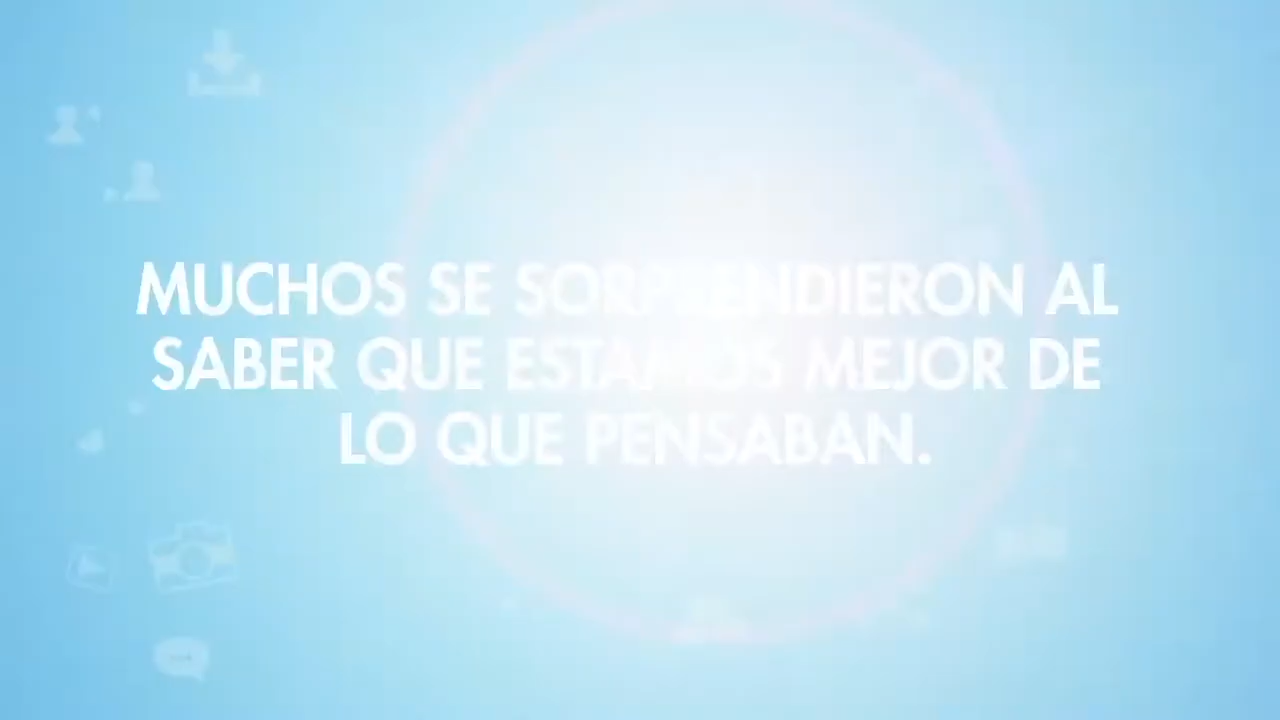 MUCHOS SE SORPRENDIERON AL
SABER QUE ESTAMOS MEJOR DE
LO QUE PENSABAN.